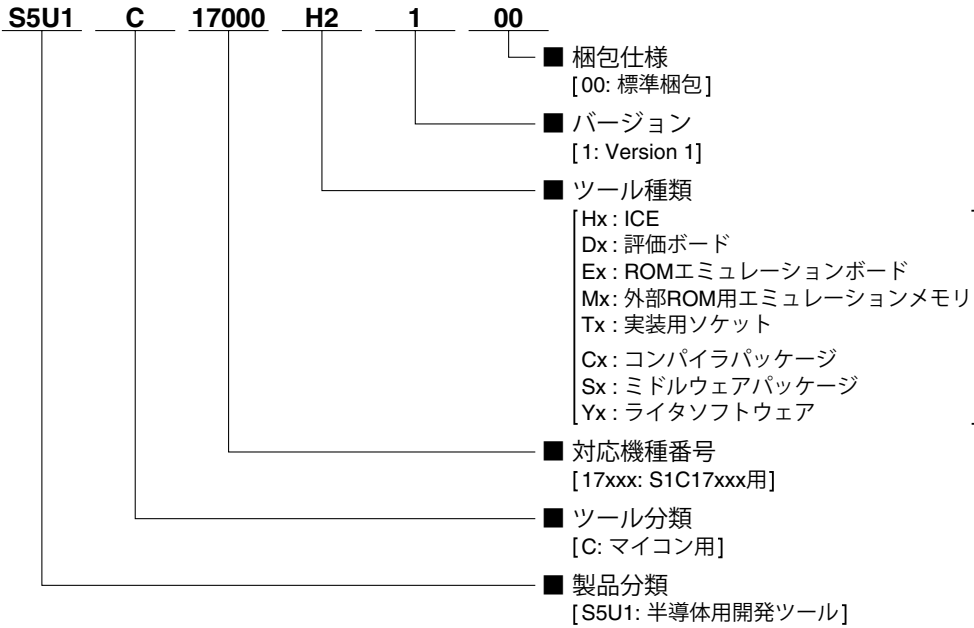 S5U1 C 17000 H2 1 00
■ 梱包仕様
[00: 標準梱包]
■ バージョン
[1: Version 1]
■ ツール種類
[Hx : ICE
Dx : 評価ボード
Ex : ROMエミュレーションボード
Mx : 外部ROM用エミュレーションメモリ
Tx : 実装用ソケット
Cx : コンパイラパッケージ
Sx : ミドルウェアパッケージ
Yx : ライタソフトウェア]
■ 対応機種番号
[17xxx: S1C17xxx用]
■ ツール分類
[C: マイコン用]
■ 製品分類
[S5U1: 半導体用開発ツール]